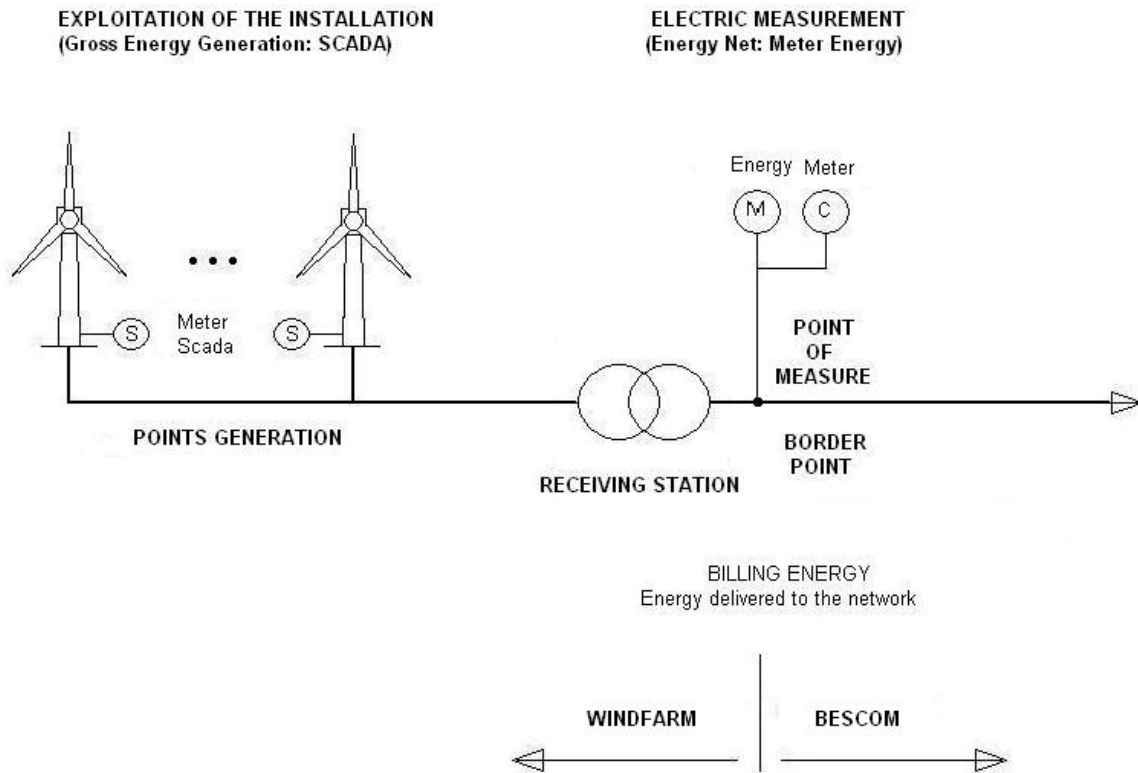 EXPLOITATION OF THE INSTALLATION
(Gross Energy Generation: SCADA)
ELECTRIC MEASUREMENT
(Energy Net: Meter Energy)
Energy Meter
M C
S Meter S
Scada
POINT
OF
MEASURE
POINTS GENERATION
BORDER
POINT
RECEIVING STATION
BILLING ENERGY
Energy delivered to the network
WINDFARM BESCOM